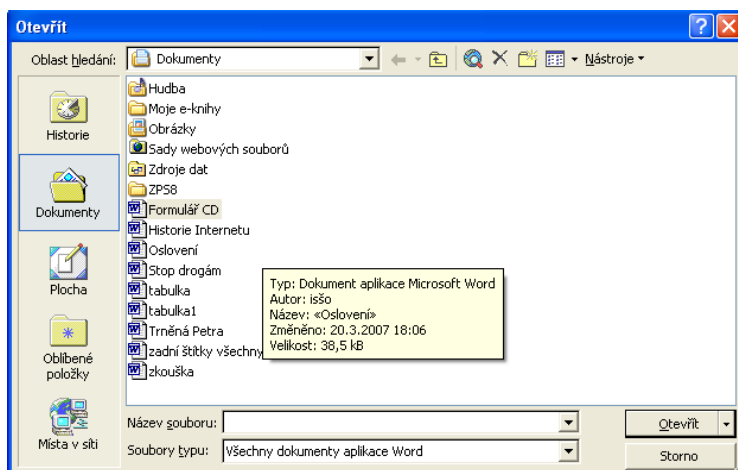 Otevřít
Oblast hledání: Dokumenty Nástroje
Historie
Dokumenty
Plocha
Oblíbené
položky
Místa v síti
Hudba
Moje e-knihy
Obrázky
Sady webových souborů
Zdroje dat
ZPS8
Formulář CD
Historie Internetu
Oslovení
Stop drogám
tabulka
tabulka1
Trněná Petra
zadní štítky všechny
zkouška
Typ: Dokument aplikace Microsoft Word
Autor: isšo
Název: «Oslovení»
Změněno: 20.3.2007 18:06
Velikost: 38,5 kB
Název souboru: Otevřít
Soubory typu: Všechny dokumenty aplikace Word Storno